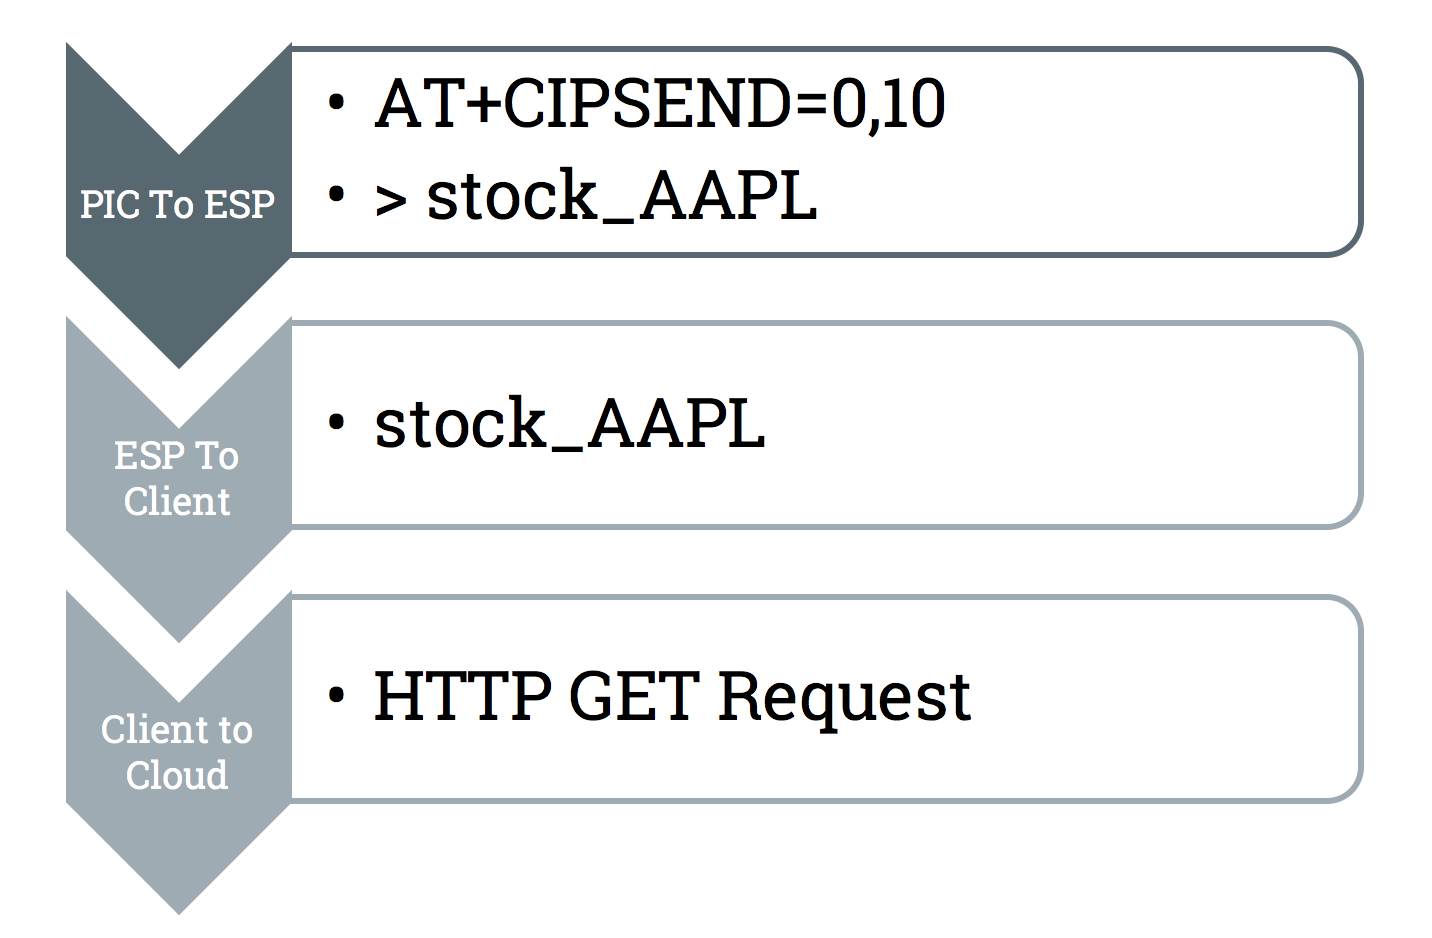 PIC To ESP
• AT+CIPSEND=0,10
• > stock_AAPL
ESP To
Client
• stock_AAPL
Client to
Cloud
• HTTP GET Request